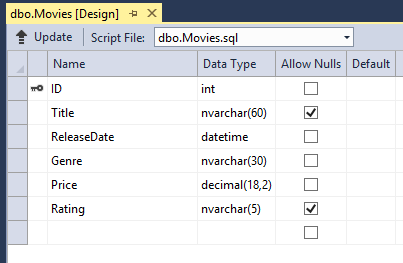 dbo.Movies [Design]
Update Script File: dbo.Movies.sql
Name Data Type Allow Nulls Default
ID int
Title nvarchar(60)
ReleaseDate datetime
Genre nvarchar(30)
Price decimal(18,2)
Rating nvarchar(5)